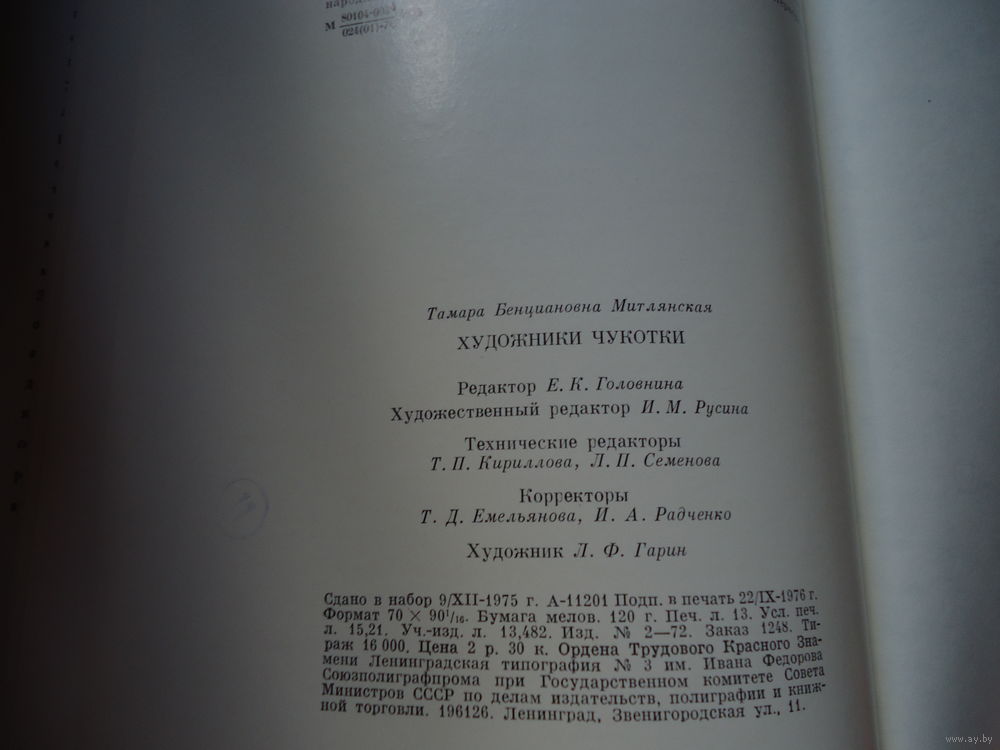 М
Тамара Бенциановна Митлянская
ХУДОЖНИКИ ЧУКОТКИ
Редактор Е. К. Головнина
Художественный редактор И. М. Русина
Технические редакторы
Т. П. Кириллова, Л. П. Семенова
Корректоры
Т. Д. Емельянова, И. А. Радченко
Художник Л. Ф. Гарин
Сдано в набор 9/XII-1975 г. А-11201 Подп. в печать 22/IX-1976 г.
Формат 70 × 90¹/₁₆. Бумага мелов. 120 г. Печ. л. 13. Усл. печ.
л. 15,21. Уч.-изд. л. 13,482. Изд. № 2—72. Заказ 1248. Ти-
раж 16 000. Цена 2 р. 30 к. Ордена Трудового Красного Зна-
мени Ленинградская типография № 3 им. Ивана Федорова
Союзполиграфпрома при Государственном комитете Совета
Министров СССР по делам издательств, полиграфии и книж-
ной торговли. 196126. Ленинград, Звенигородская ул., 11.
www.ay.by